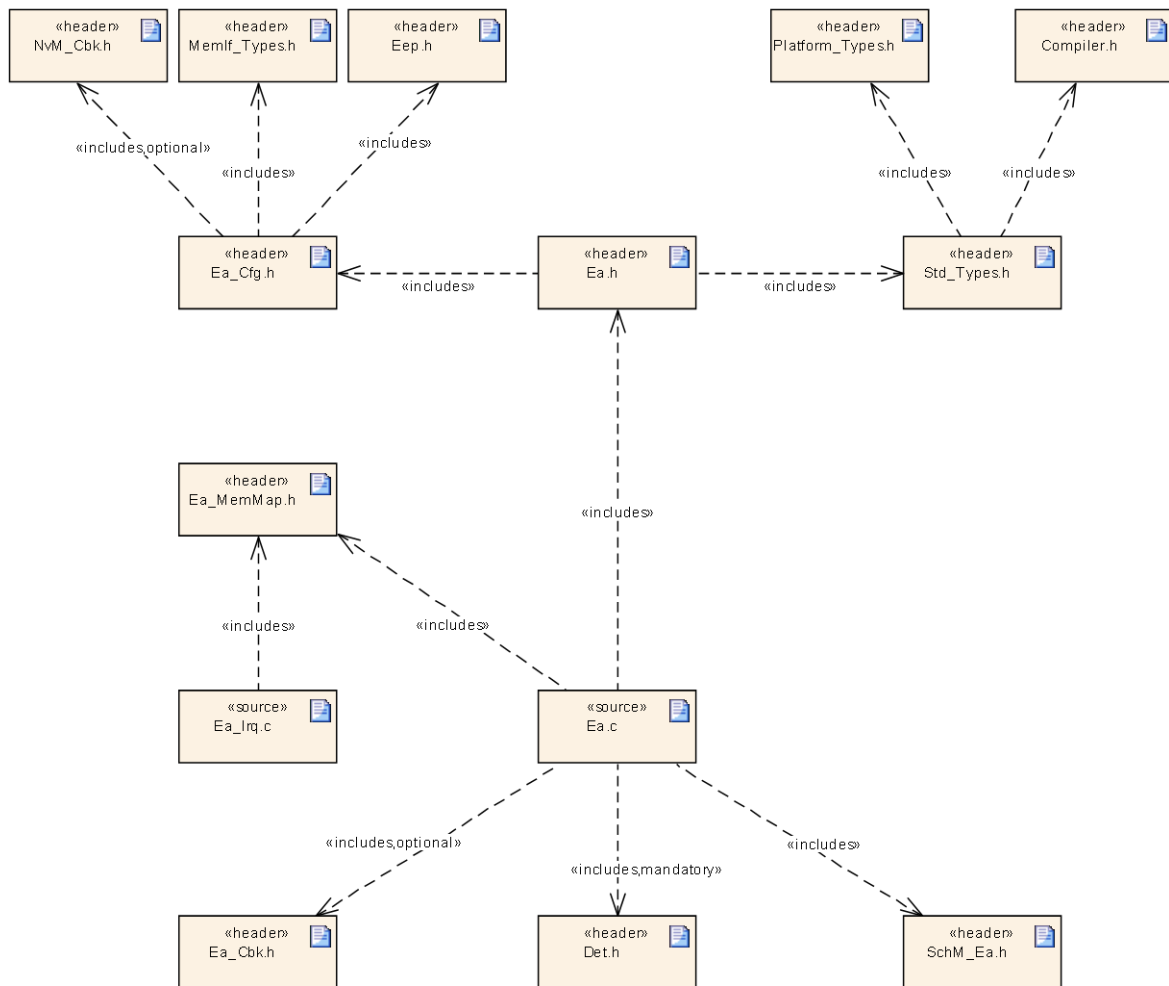 «header»
NvM_Cbk.h
«header»
MemIf_Types.h
«header»
Eep.h
«header»
Platform_Types.h
«header»
Compiler.h
«includes,optional»
«includes»
«includes»
«includes»
«includes»
«header»
Ea_Cfg.h
«header»
Ea.h
«header»
Std_Types.h
«includes»
«includes»
«header»
Ea_MemMap.h
«includes»
«includes»
«includes»
«source»
Ea_Irq.c
«source»
Ea.c
«includes,optional»
«includes,mandatory»
«includes»
«header»
Ea_Cbk.h
«header»
Det.h
«header»
SchM_Ea.h